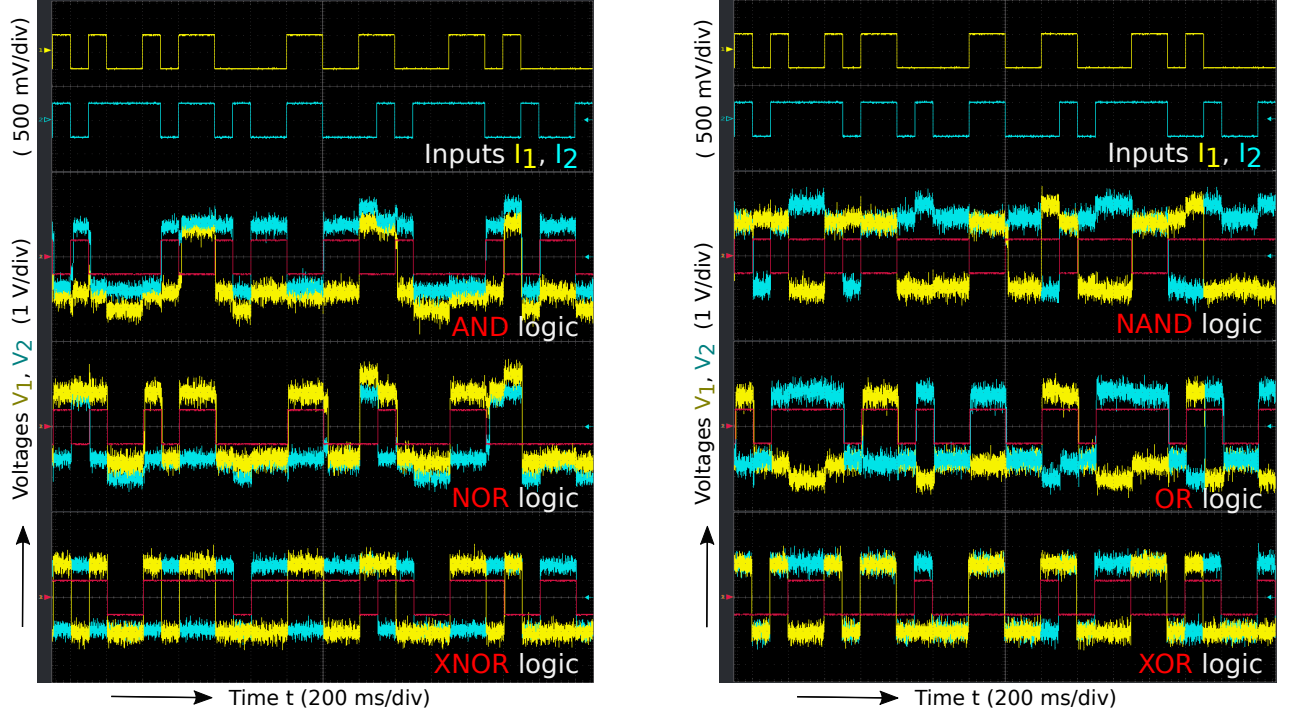 ( 500 mV/div)
Inputs I1, I2
Voltages V1, V2 (1 V/div)
AND logic
NOR logic
XNOR logic
Time t (200 ms/div)
( 500 mV/div)
Inputs I1, I2
Voltages V1, V2 (1 V/div)
NAND logic
OR logic
XOR logic
Time t (200 ms/div)